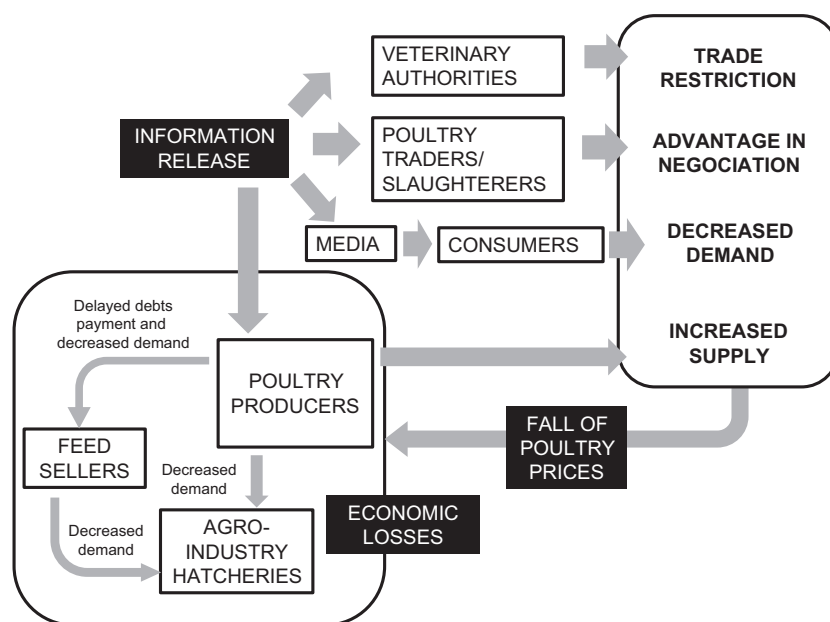 VETERINARY
AUTHORITIES
TRADE
RESTRICTION
INFORMATION
RELEASE
POULTRY
TRADERS/
SLAUGHTERERS
ADVANTAGE IN
NEGOCIATION
MEDIA
CONSUMERS
DECREASED
DEMAND
Delayed debts
payment and
decreased demand
INCREASED
SUPPLY
POULTRY
PRODUCERS
FALL OF
POULTRY
PRICES
FEED
SELLERS
Decreased
demand
ECONOMIC
LOSSES
AGRO-
INDUSTRY
HATCHERIES
Decreased
demand